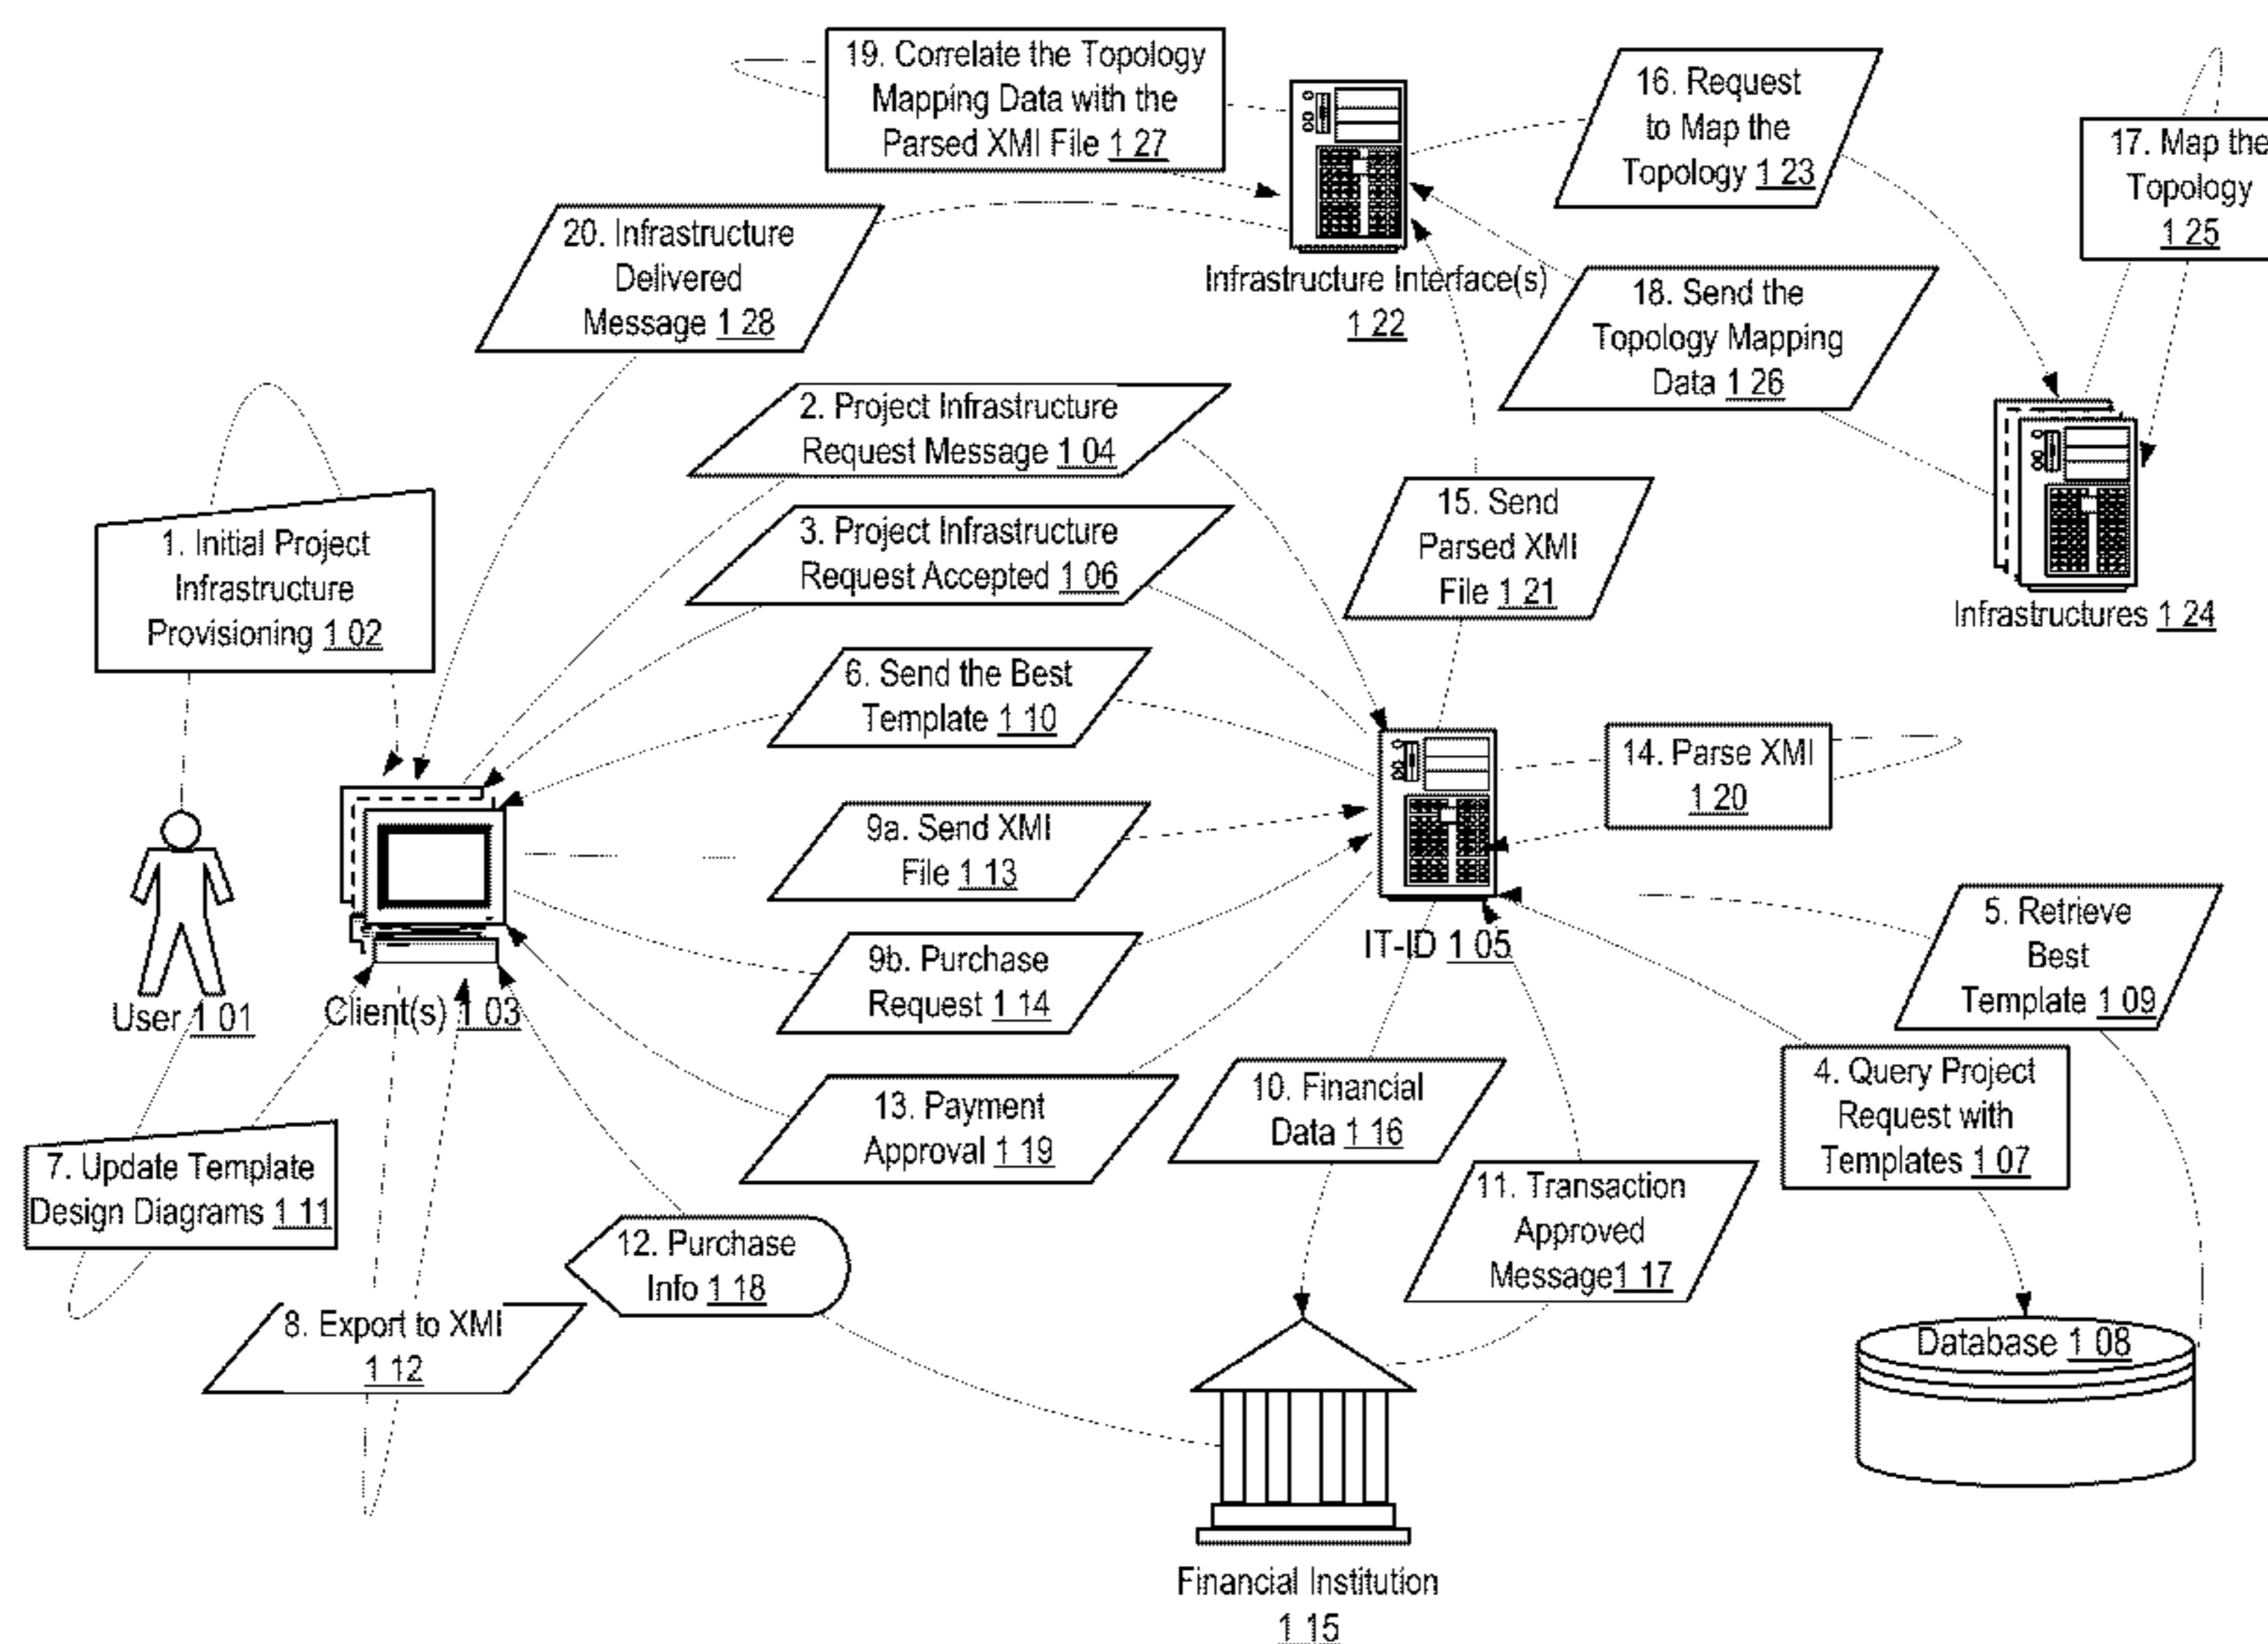 19. Correlate the Topology
Mapping Data with the
Parsed XMI File 1 27
16. Request
to Map the
Topology 1 23
17. Map the
Topology
1 25
20. Infrastructure
Delivered
Message 1 28
Infrastructure Interface(s)
1 22
18. Send the
Topology Mapping
Data 1 26
2. Project Infrastructure
Request Message 1 04
15. Send
Parsed XMI
File 1 21
1. Initial Project
Infrastructure
Provisioning 1 02
3. Project Infrastructure
Request Accepted 1 06
Infrastructures 1 24
6. Send the Best
Template 1 10
14. Parse XMI
1 20
9a. Send XMI
File 1 13
5. Retrieve
Best
Template 1 09
IT-ID 1 05
9b. Purchase
Request 1 14
User 1 01
Client(s) 1 03
4. Query Project
Request with
Templates 1 07
10. Financial
Data 1 16
13. Payment
Approval 1 19
7. Update Template
Design Diagrams 1 11
11. Transaction
Approved
Message1 17
12. Purchase
Info 1 18
8. Export to XMI
1 12
Database 1 08
Financial Institution
1 15